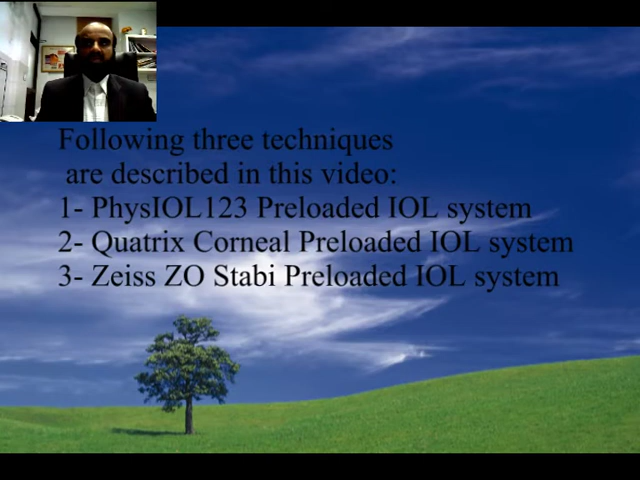 Following three techniques
are described in this video:
1- PhysIOL123 Preloaded IOL system
2- Quatrix Corneal Preloaded IOL system
3- Zeiss ZO Stabi Preloaded IOL system